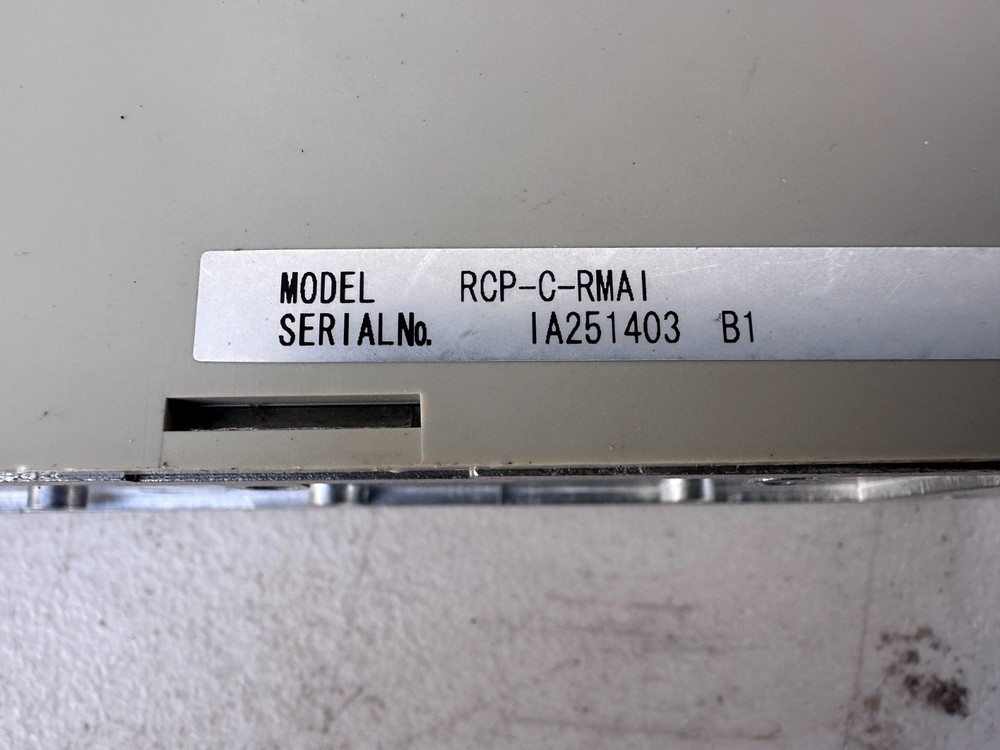 MODEL RCP-C-RMAI
SERIALNo. IA251403 B1